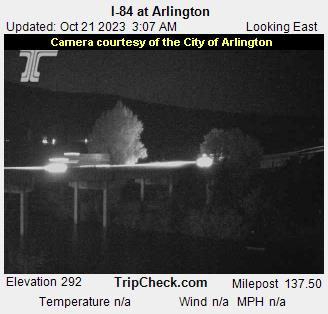 I-84 at Arlington
Updated: Oct 21 2023 3:07 AM Looking East
Camera courtesy of the City of Arlington
Elevation 292 TripCheck.com Milepost 137.50
Temperature n/a Wind n/a MPH n/a